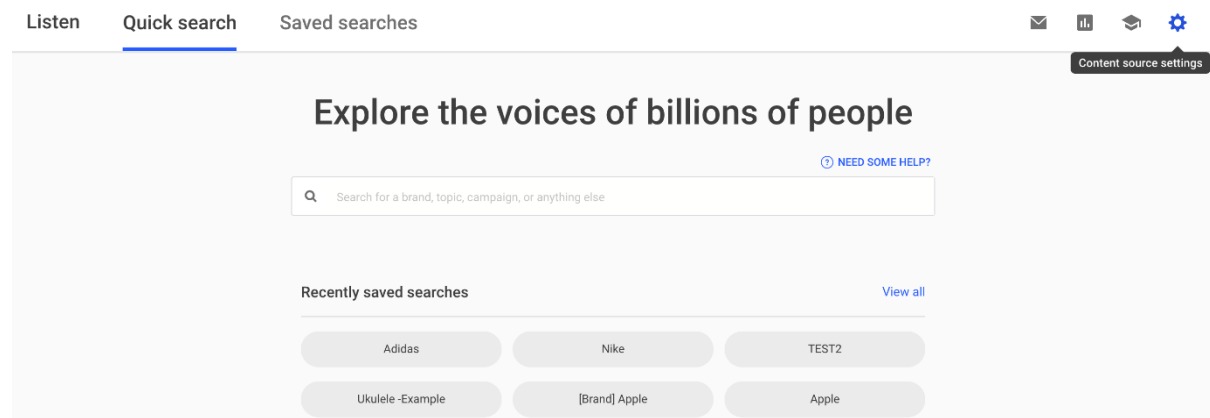 Listen Quick search Saved searches
Content source settings
Explore the voices of billions of people
? NEED SOME HELP?
Search for a brand, topic, campaign, or anything else
Recently saved searches View all
Adidas Nike TEST2
Ukulele -Example [Brand] Apple Apple